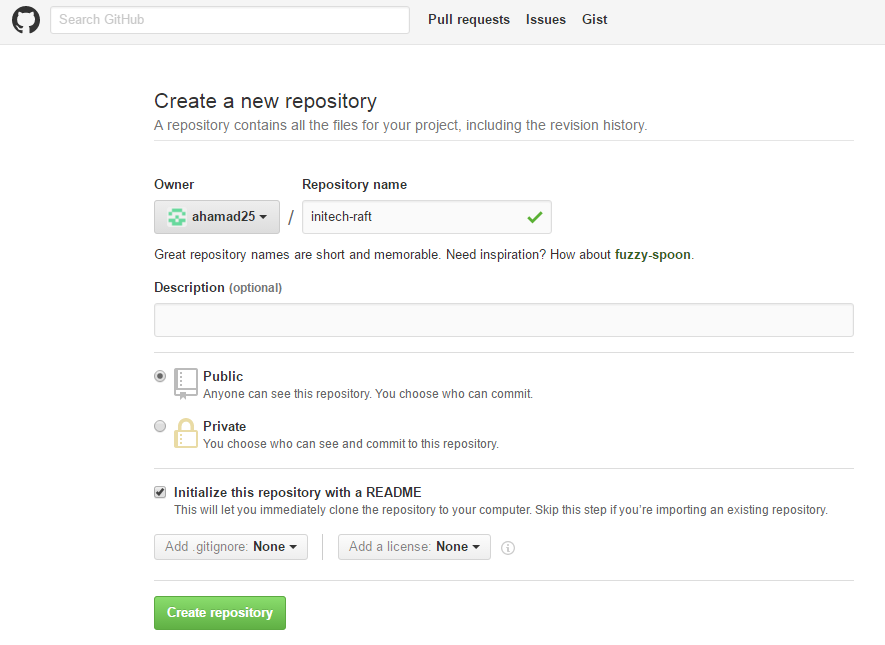 Search GitHub Pull requests Issues Gist
Create a new repository
A repository contains all the files for your project, including the revision history.
Owner Repository name
ahamad25 / initech-raft
Great repository names are short and memorable. Need inspiration? How about fuzzy-spoon.
Description (optional)
Public
Anyone can see this repository. You choose who can commit.
Private
You choose who can see and commit to this repository.
Initialize this repository with a README
This will let you immediately clone the repository to your computer. Skip this step if you’re importing an existing repository.
Add .gitignore: None Add a license: None
Create repository